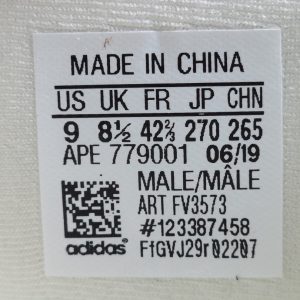 MADE IN CHINA
US UK FR JP CHN
9 8½ 42⅔ 270 265
APE 779001 06/19
MALE/MÂLE
ART FV3573
#123387458
adidas® FtGVJ29r02207